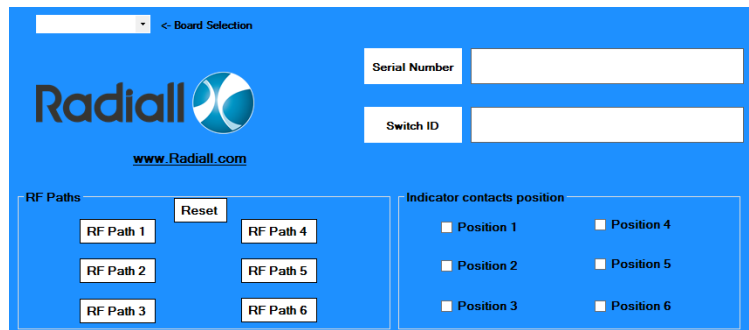 <- Board Selection
Serial Number
Radiall
Switch ID
www.Radiall.com
RF Paths
Reset
RF Path 1
RF Path 4
RF Path 2
RF Path 5
RF Path 3
RF Path 6
Indicator contacts position
Position 1
Position 4
Position 2
Position 5
Position 3
Position 6